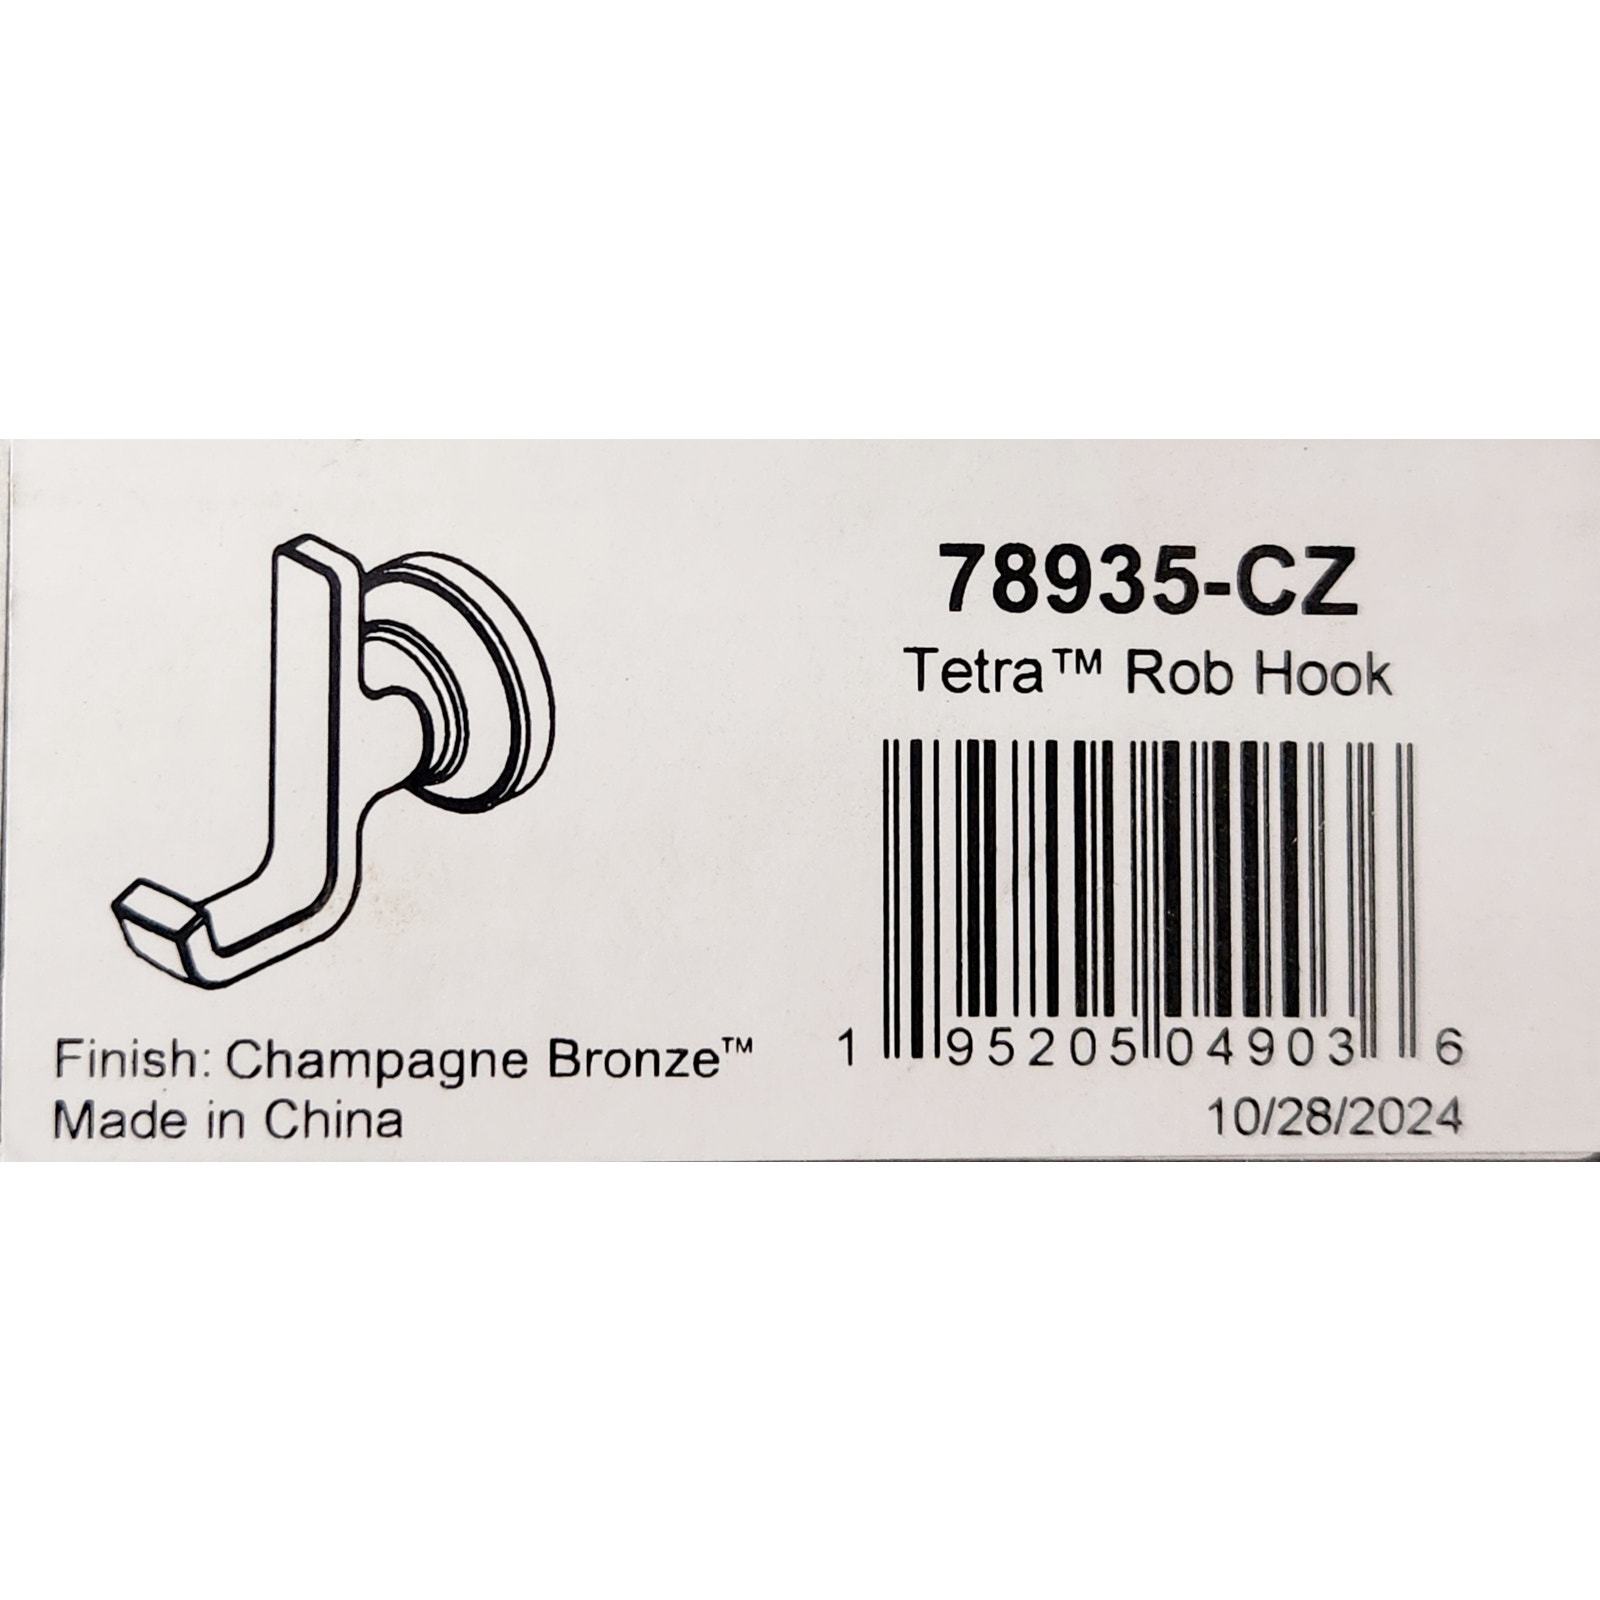 78935-CZ
Tetra™ Rob Hook
1 95205 04903 6
10/28/2024
Finish: Champagne Bronze™
Made in China